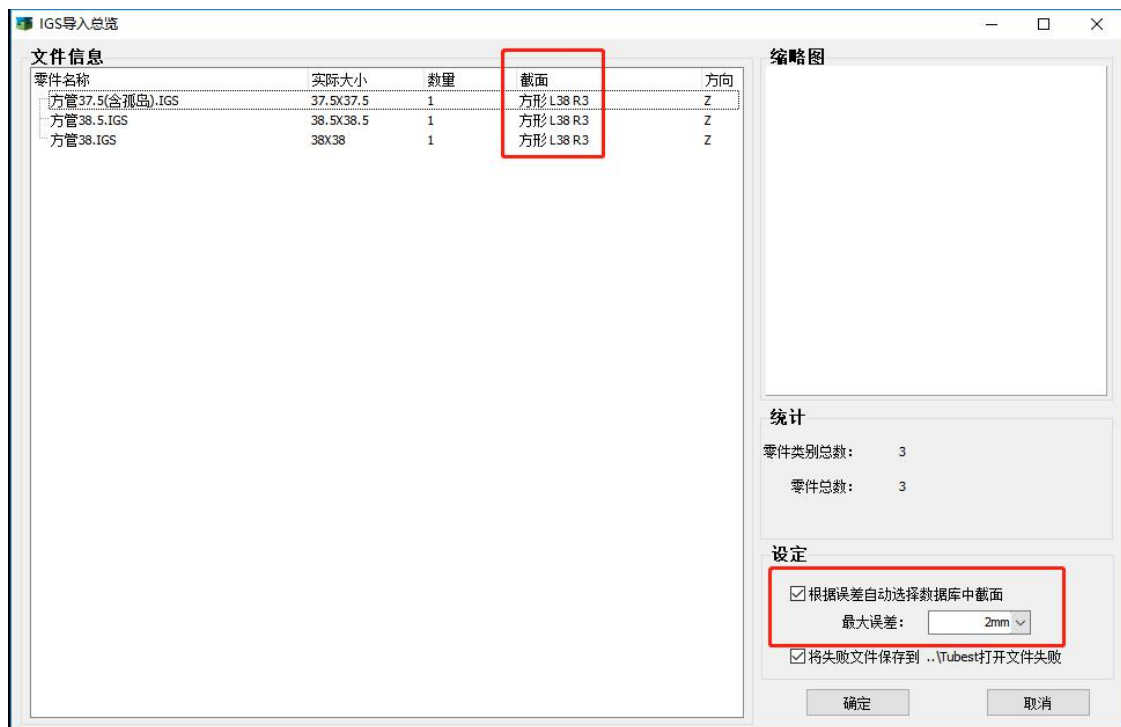 IGS导入总览
文件信息
零件名称 实际大小 数量 截面 方向
方管37.5(含孤岛).IGS 37.5X37.5 1 方形 L38 R3 Z
方管38.5.IGS 38.5X38.5 1 方形 L38 R3 Z
方管38.IGS 38X38 1 方形 L38 R3 Z
缩略图
统计
零件类别总数: 3
零件总数: 3
设定
根据误差自动选择数据库中截面
最大误差: 2mm
将失败文件保存到 ..\Tubest打开文件失败
确定 取消